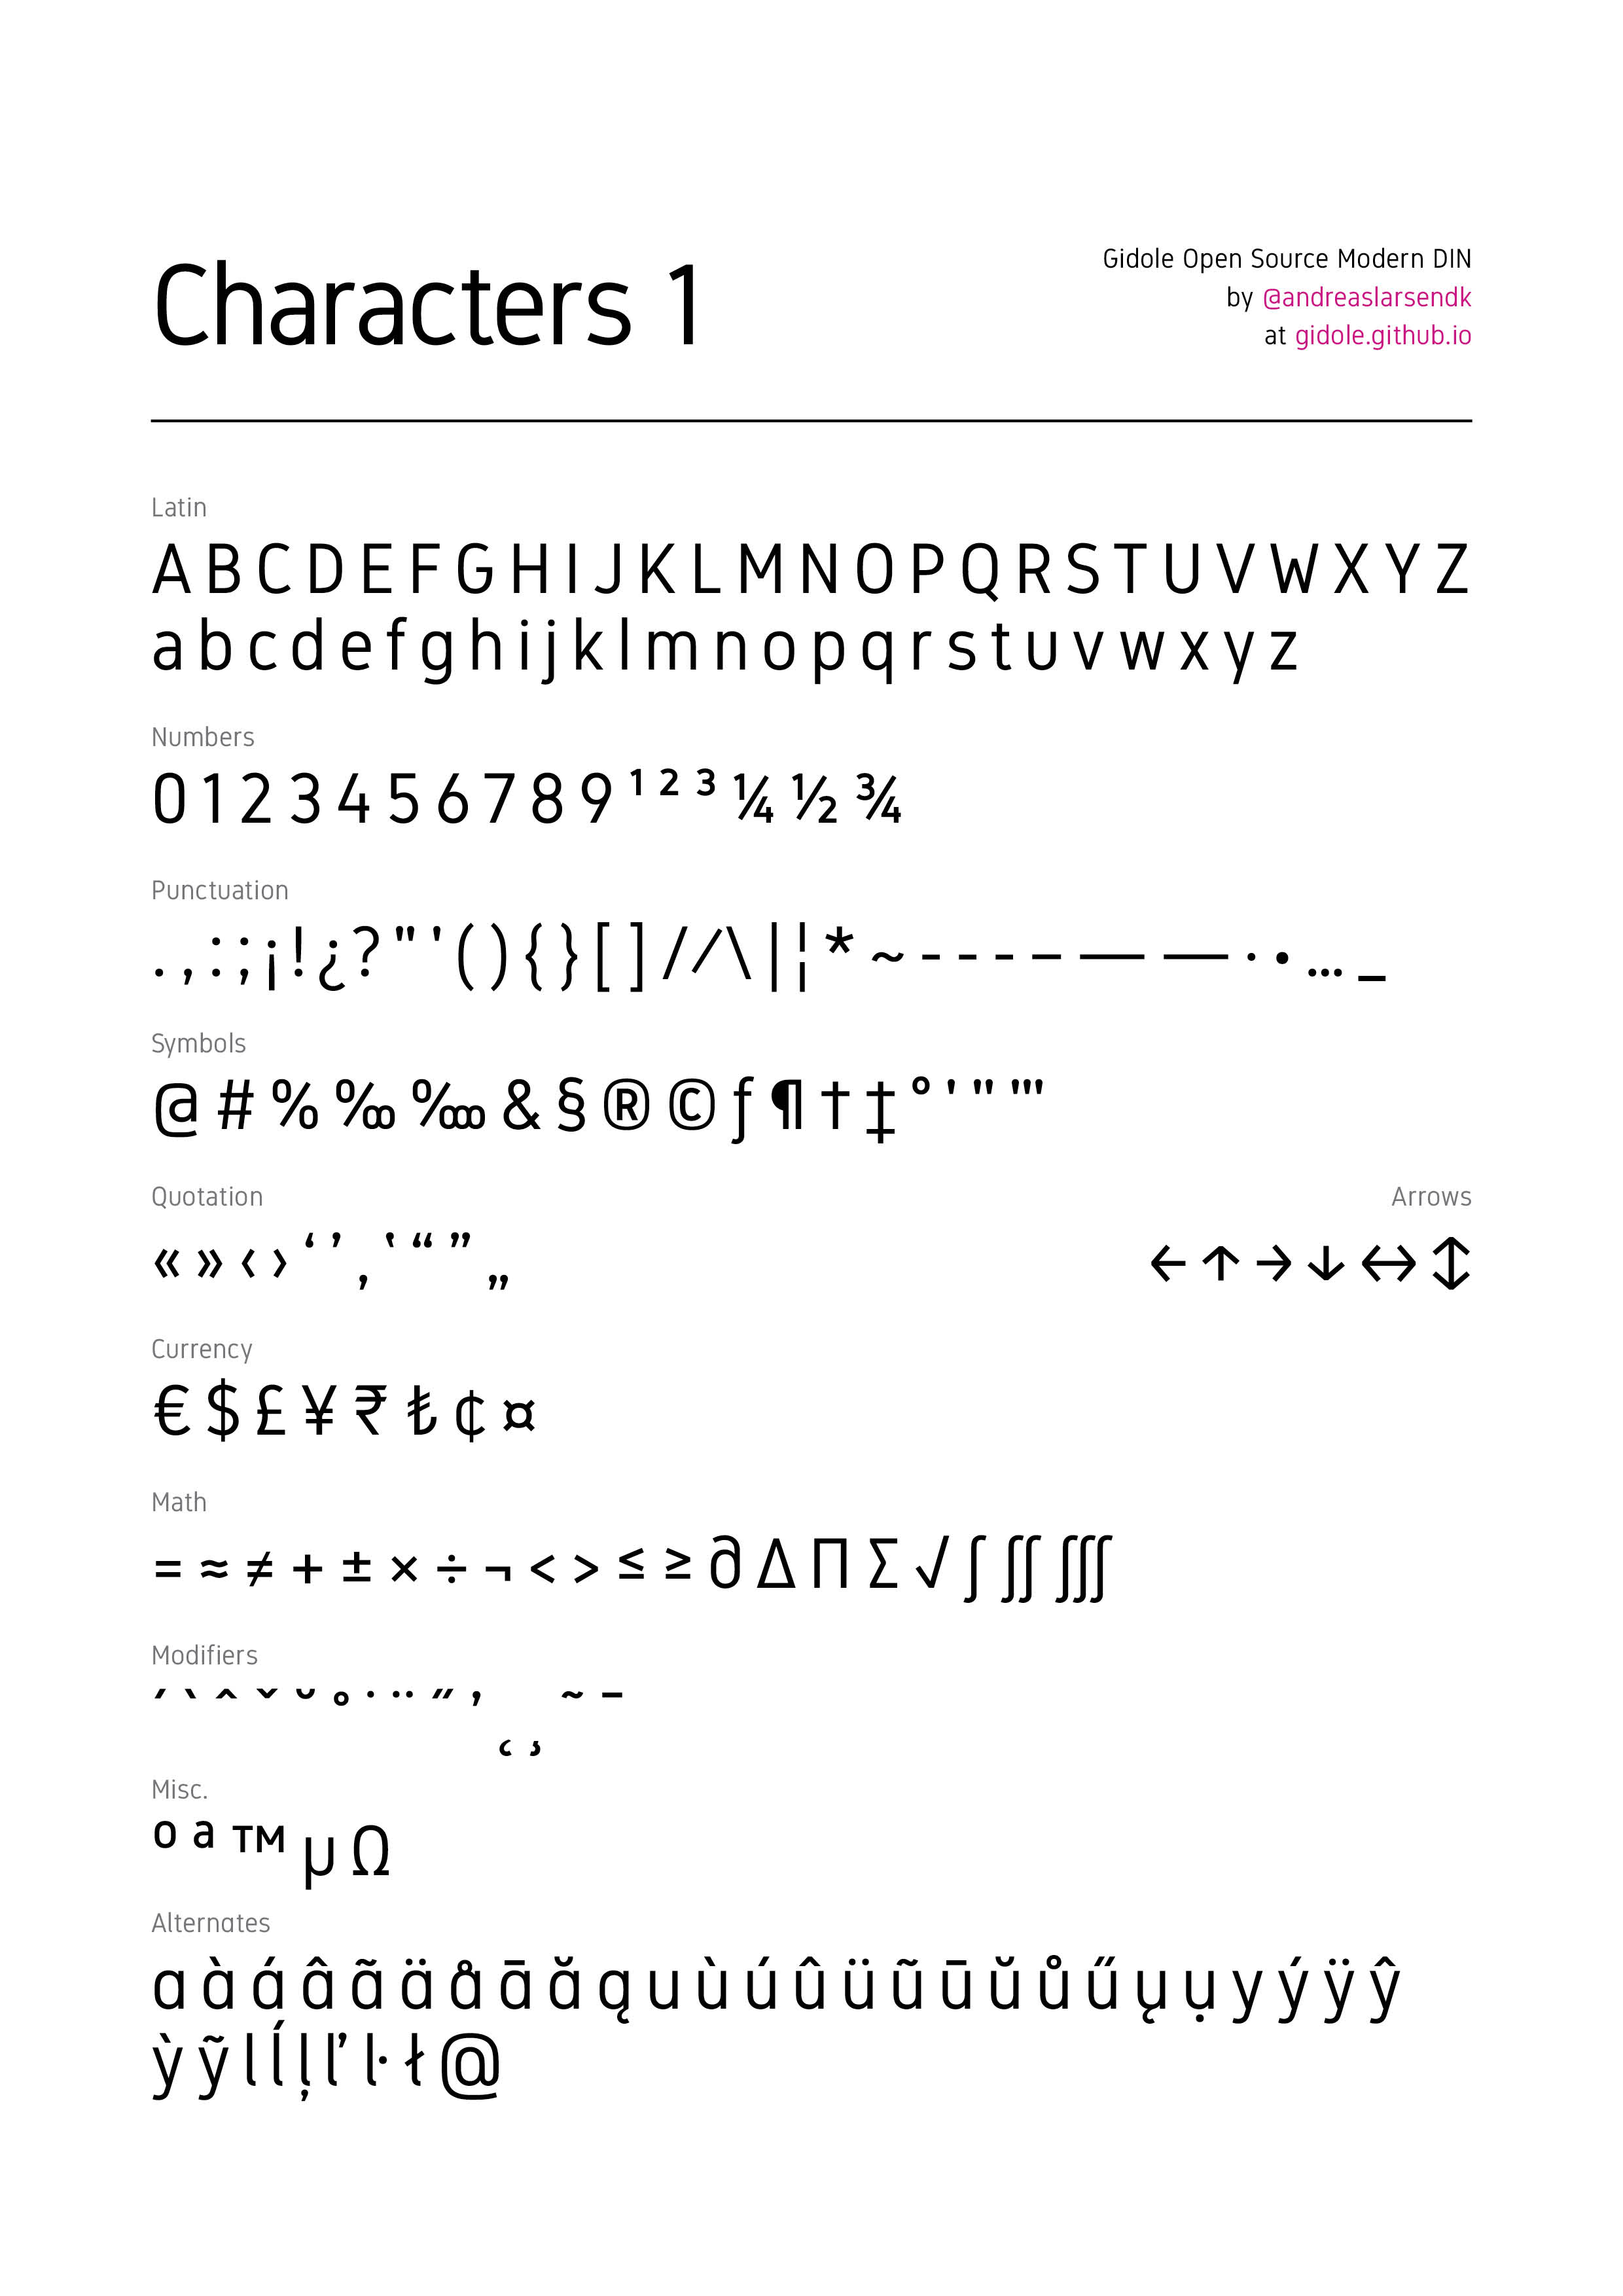 Characters 1
Gidole Open Source Modern DIN
by @andreaslarsendk
at gidole.github.io
Latin
A B C D E F G H I J K L M N O P Q R S T U V W X Y Z
a b c d e f g h i j k l m n o p q r s t u v w x y z
Numbers
0 1 2 3 4 5 6 7 8 9 ¹ ² ³ ¼ ½ ¾
Punctuation
. , : ; ¡ ! ¿ ? " ' ( ) { } [ ] / ⁄ \ | ¦ * ~ - - - – — — · • … _
Symbols
@ # % ‰ ‱ & § ® © ƒ ¶ † ‡ ° ′ ″ ‴
Quotation
« » ‹ › ‘ ’ ‚ ‛ “ ” „
Arrows
← ↑ → ↓ ↔ ↕
Currency
€ $ £ ¥ ₹ ₺ ¢ ¤
Math
= ≈ ≠ + ± × ÷ ¬ < > ≤ ≥ ∂ ∆ ∏ ∑ √ ∫ ∬ ∭
Modifiers
´ ` ˆ ˇ ˘ ˚ ˙ ¨ ˝ ʼ ˛ ¸ ˜ ¯
Misc.
º ª ™ µ Ω
Alternates
a à á â ã ä å ā ă ą u ù ú û ü ũ ū ŭ ů ű ų ụ y ý ÿ ŷ
ỳ ỹ l ĺ ļ ľ ŀ ł @